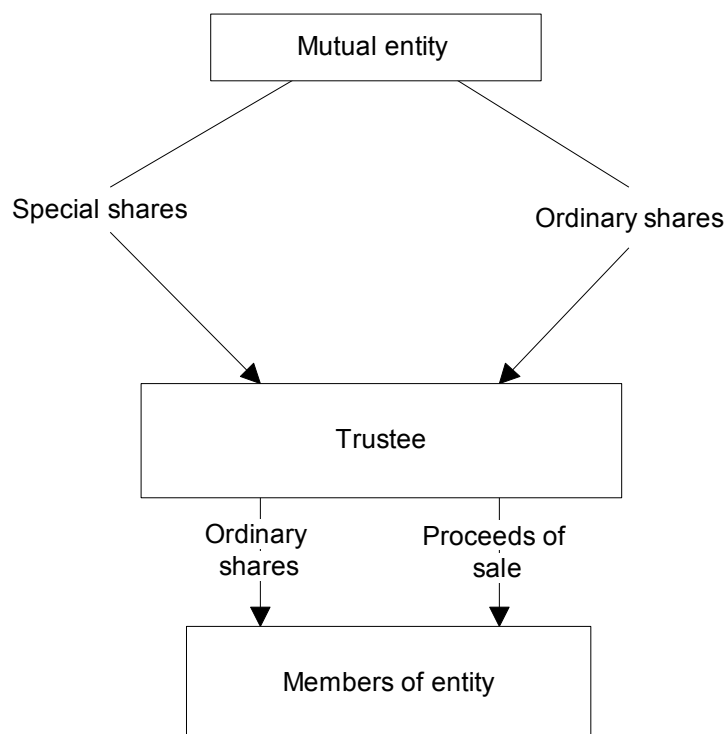 Mutual entity
Special shares
Ordinary shares
Trustee
Ordinary
shares
Proceeds of
sale
Members of entity